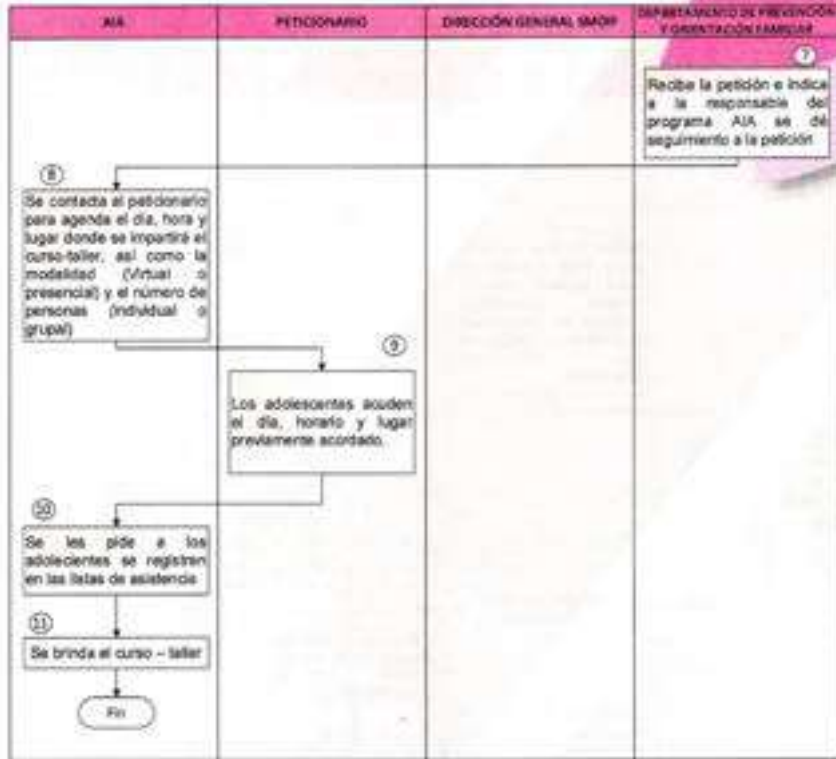 AIA
PETICIONARIO
DIRECCIÓN GENERAL SMDIF
DEPARTAMENTO DE PREVENCIÓN
Y ORIENTACIÓN FAMILIAR
7
Recibe la petición e indica
a la responsable del
programa AIA se dé
seguimiento a la petición
8
Se contacta al peticionario
para agenda el día, hora y
lugar donde se impartirá el
curso-taller, así como la
modalidad (Virtual o
presencial) y el número de
personas (Individual o
grupal)
9
Los adolescentes acuden
el día, horario y lugar
previamente acordado.
10
Se les pide a los
adolecientes se registren
en las listas de asistencia
11
Se brinda el curso – taller
Fin